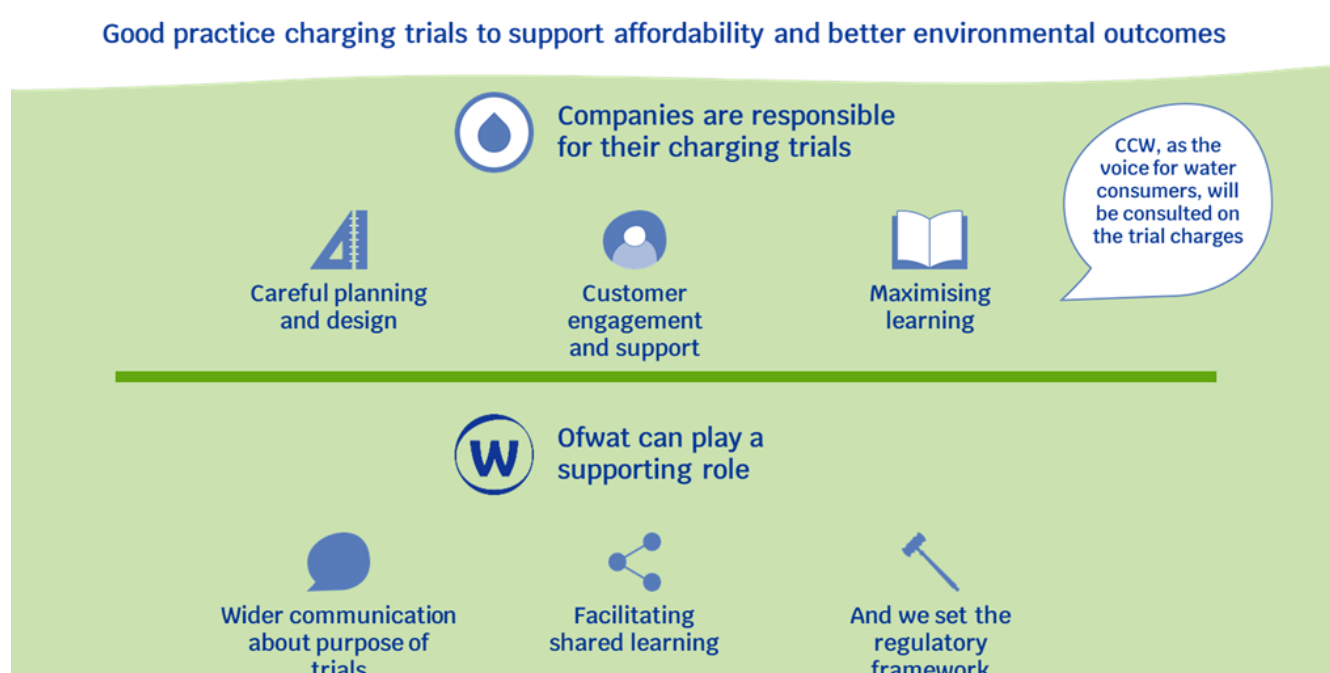 Good practice charging trials to support affordability and better environmental outcomes
Companies are responsible
for their charging trials
CCW, as the
voice for water
consumers, will
be consulted on
the trial charges
Careful planning
and design
Customer
engagement
and support
Maximising
learning
W
Ofwat can play a
supporting role
Wider communication
about purpose of
trials
Facilitating
shared learning
And we set the
regulatory
framework